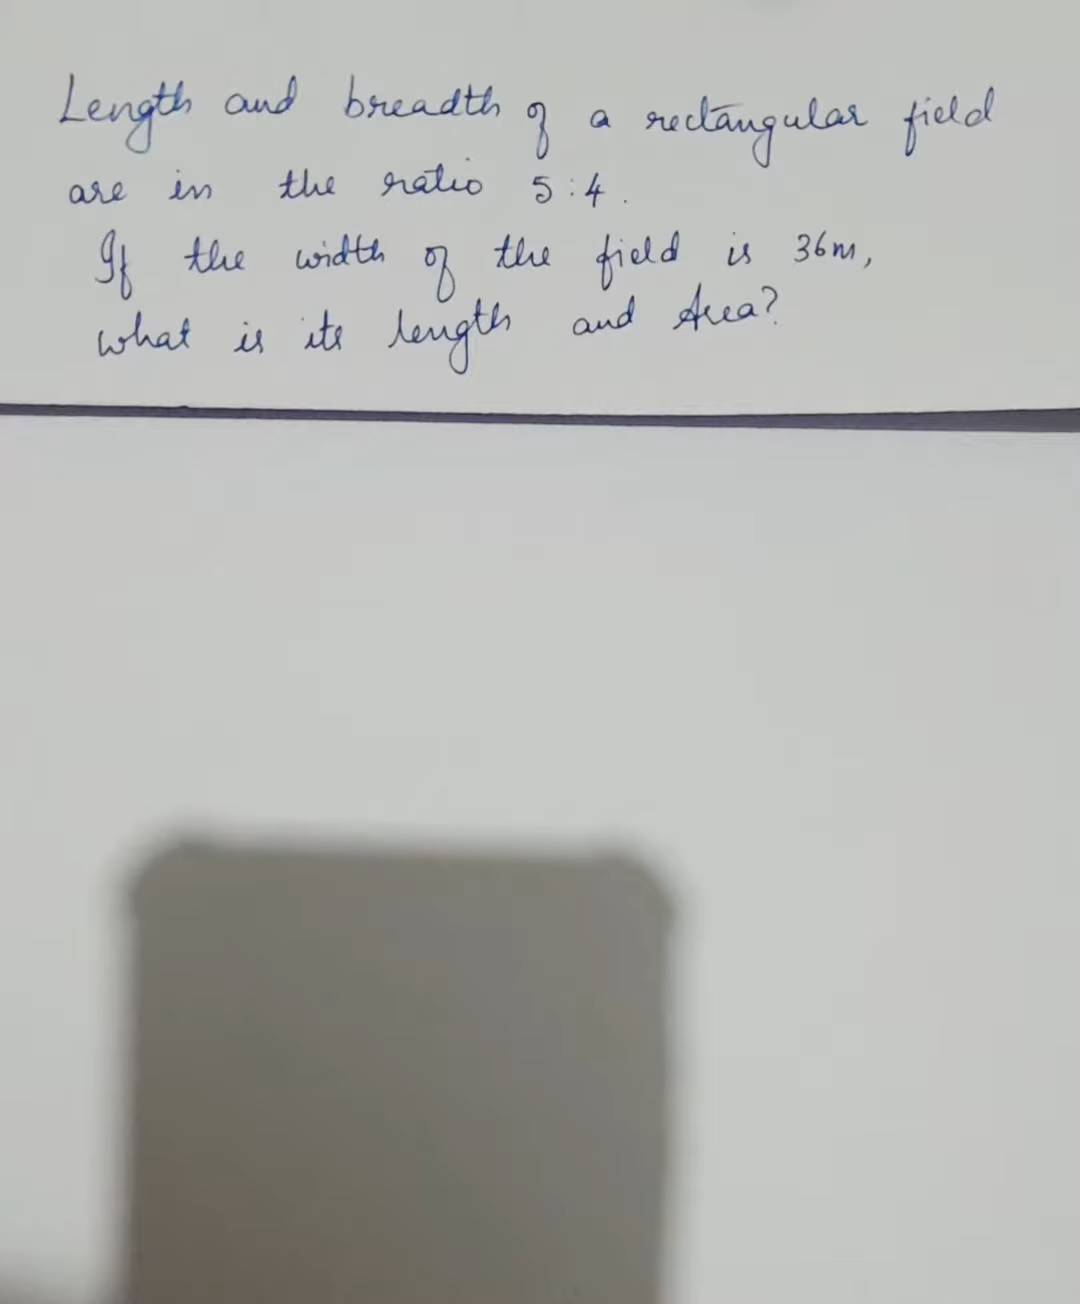 Length and breadth of a rectangular field
are in the ratio 5:4.
If the width of the field is 36m,
what is its length and Area?